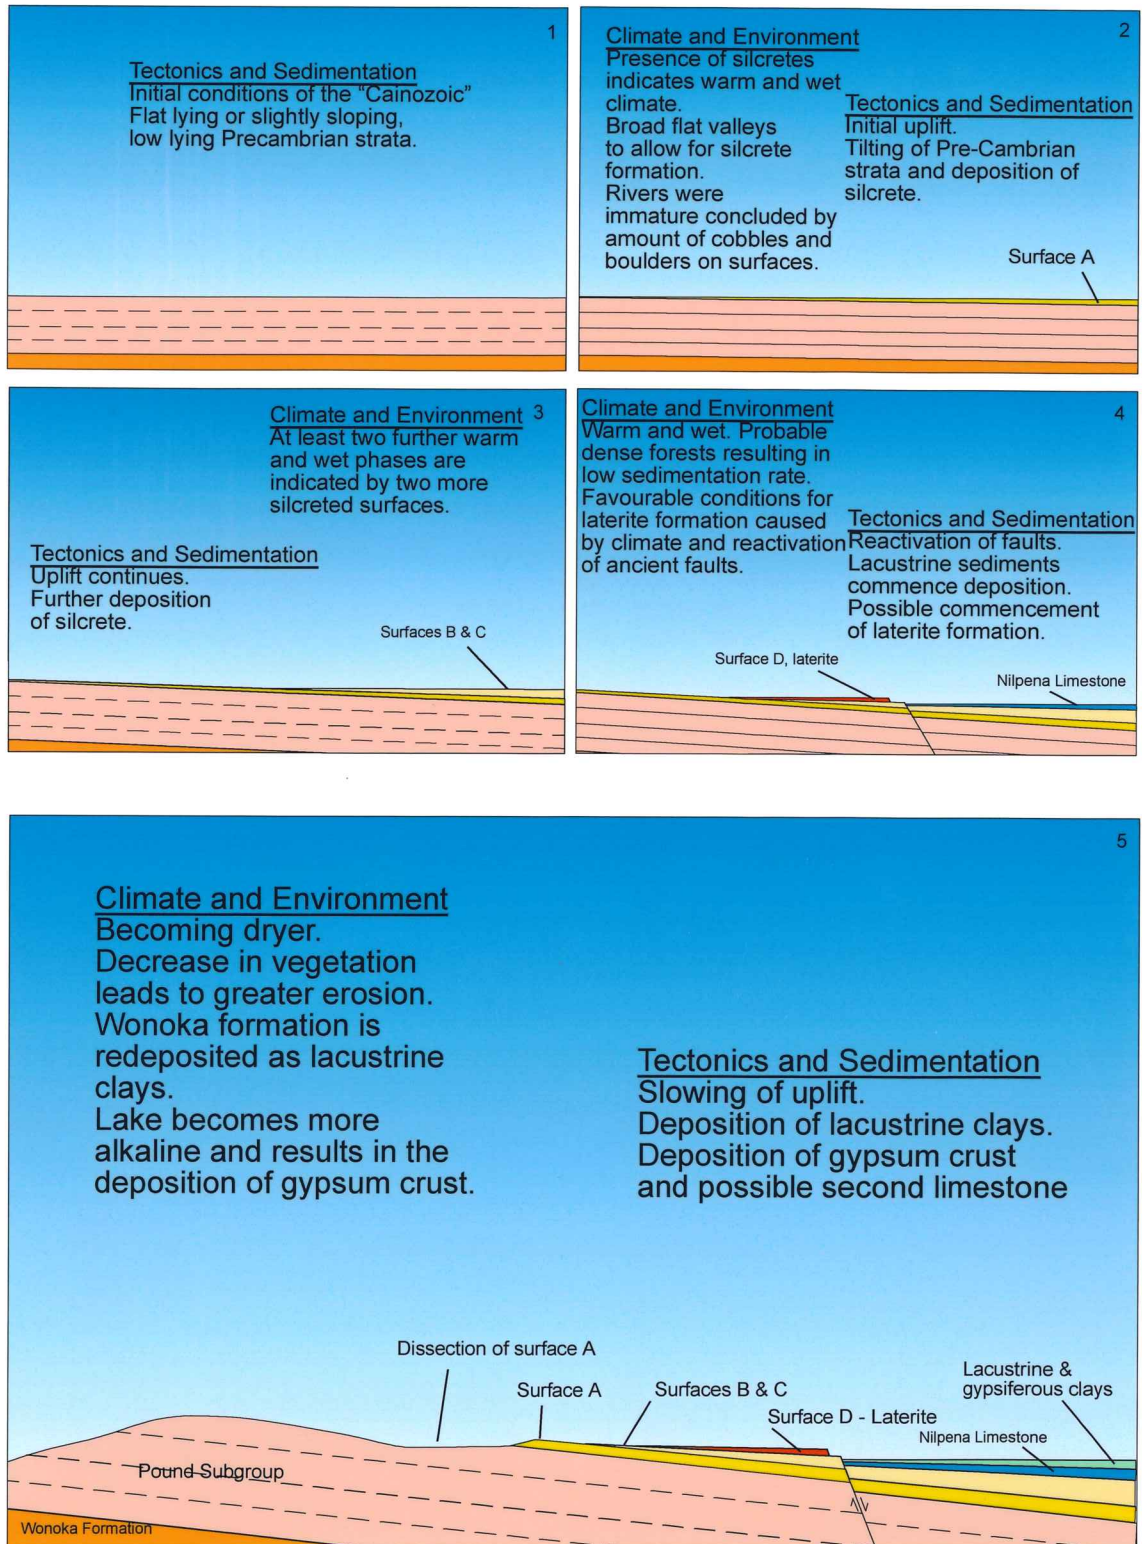 1
Tectonics and Sedimentation
Initial conditions of the "Cainozoic"
Flat lying or slightly sloping,
low lying Precambrian strata.
2
Climate and Environment
Presence of silcretes
indicates warm and wet
climate.
Broad flat valleys
to allow for silcrete
formation.
Rivers were
immature concluded by
amount of cobbles and
boulders on surfaces.
Tectonics and Sedimentation
Initial uplift.
Tilting of Pre-Cambrian
strata and deposition of
silcrete.
Surface A
3
Climate and Environment
At least two further warm
and wet phases are
indicated by two more
silcreted surfaces.
Tectonics and Sedimentation
Uplift continues.
Further deposition
of silcrete.
Surfaces B & C
4
Climate and Environment
Warm and wet. Probable
dense forests resulting in
low sedimentation rate.
Favourable conditions for
laterite formation caused
by climate and reactivation
of ancient faults.
Tectonics and Sedimentation
Reactivation of faults.
Lacustrine sediments
commence deposition.
Possible commencement
of laterite formation.
Surface D, laterite
Nilpena Limestone
5
Climate and Environment
Becoming dryer.
Decrease in vegetation
leads to greater erosion.
Wonoka formation is
redeposited as lacustrine
clays.
Lake becomes more
alkaline and results in the
deposition of gypsum crust.
Tectonics and Sedimentation
Slowing of uplift.
Deposition of lacustrine clays.
Deposition of gypsum crust
and possible second limestone
Dissection of surface A
Surface A
Surfaces B & C
Surface D - Laterite
Lacustrine &
gypsiferous clays
Nilpena Limestone
Pound Subgroup
Wonoka Formation